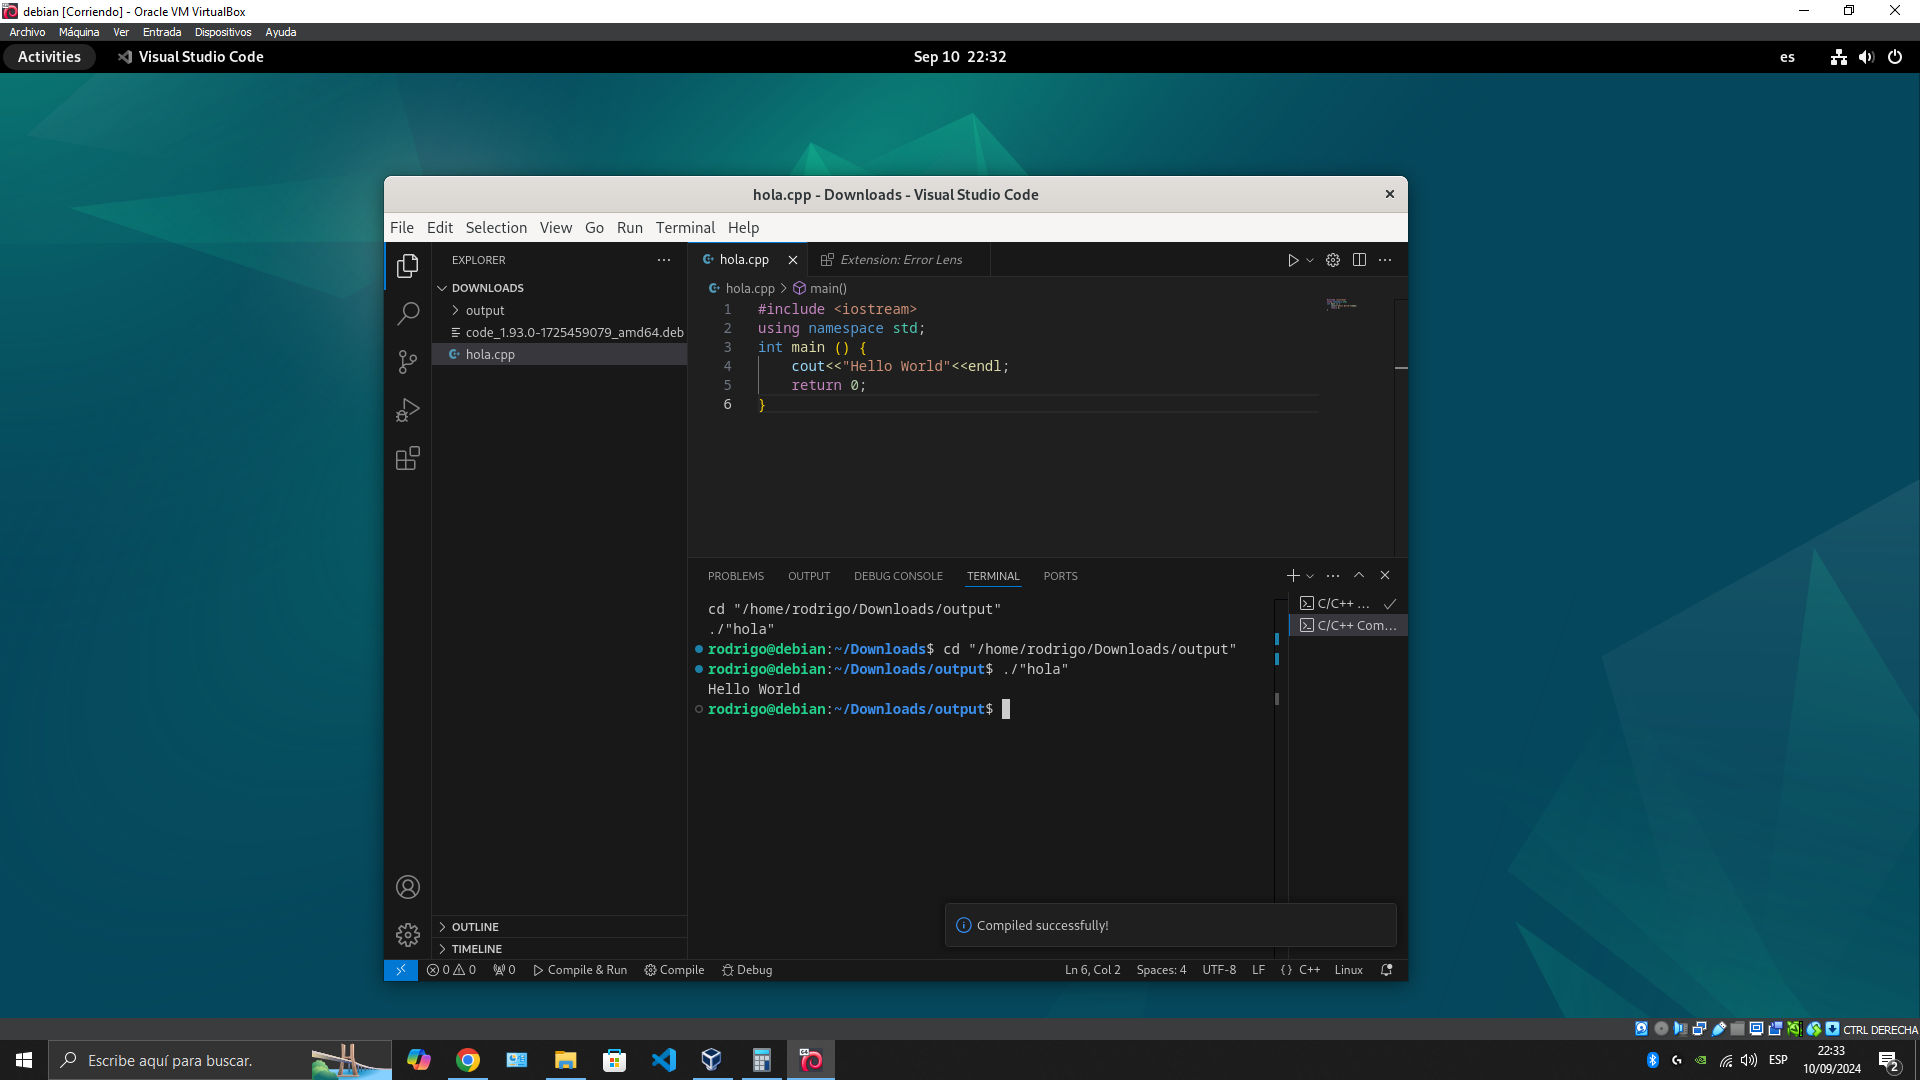 debian [Corriendo] - Oracle VM VirtualBox
Archivo Máquina Ver Entrada Dispositivos Ayuda
Activities Visual Studio Code Sep 10 22:32 es
hola.cpp - Downloads - Visual Studio Code
File Edit Selection View Go Run Terminal Help
EXPLORER
DOWNLOADS
output
code_1.93.0-1725459079_amd64.deb
hola.cpp
OUTLINE
TIMELINE
hola.cpp Extension: Error Lens
hola.cpp > main()
1 #include <iostream>
2 using namespace std;
3 int main () {
4 cout<<"Hello World"<<endl;
5 return 0;
6 }
PROBLEMS OUTPUT DEBUG CONSOLE TERMINAL PORTS
cd "/home/rodrigo/Downloads/output"
./"hola"
rodrigo@debian:~/Downloads$ cd "/home/rodrigo/Downloads/output"
rodrigo@debian:~/Downloads/output$ ./"hola"
Hello World
rodrigo@debian:~/Downloads/output$
C/C++ ...
C/C++ Com...
Compiled successfully!
0 0 0 Compile & Run Compile Debug Ln 6, Col 2 Spaces: 4 UTF-8 LF {} C++ Linux
CTRL DERECHA
Escribe aquí para buscar.
ESP
22:33
10/09/2024
2